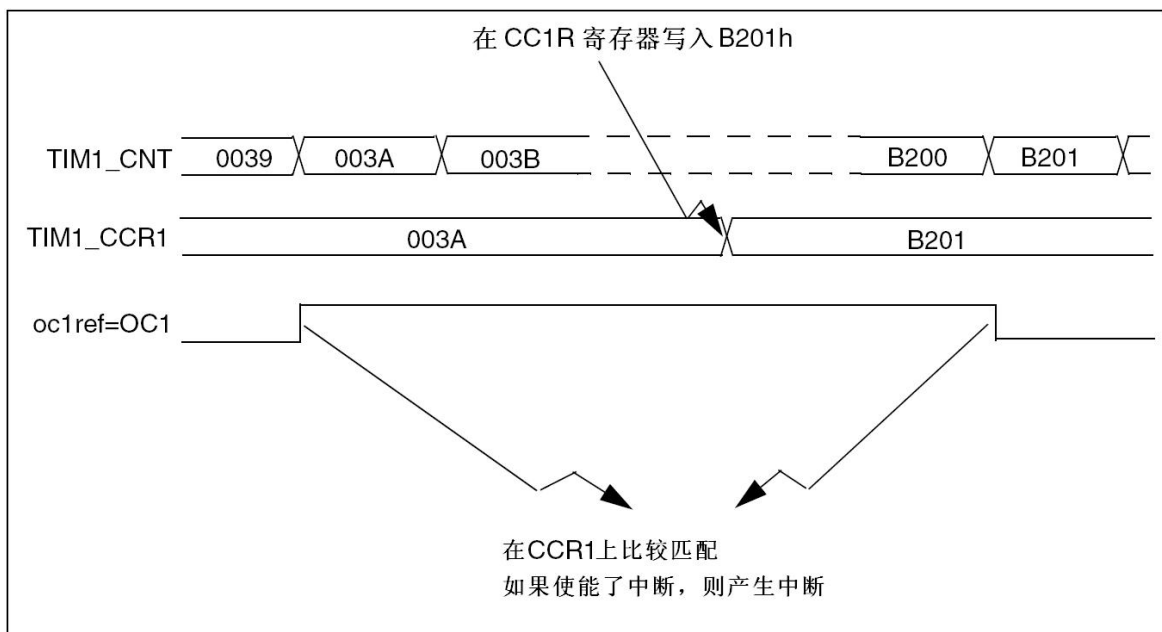 在 CC1R 寄存器写入 B201h
TIM1_CNT 0039 003A 003B B200 B201
TIM1_CCR1 003A B201
oc1ref=OC1
在CCR1上比较匹配
如果使能了中断，则产生中断